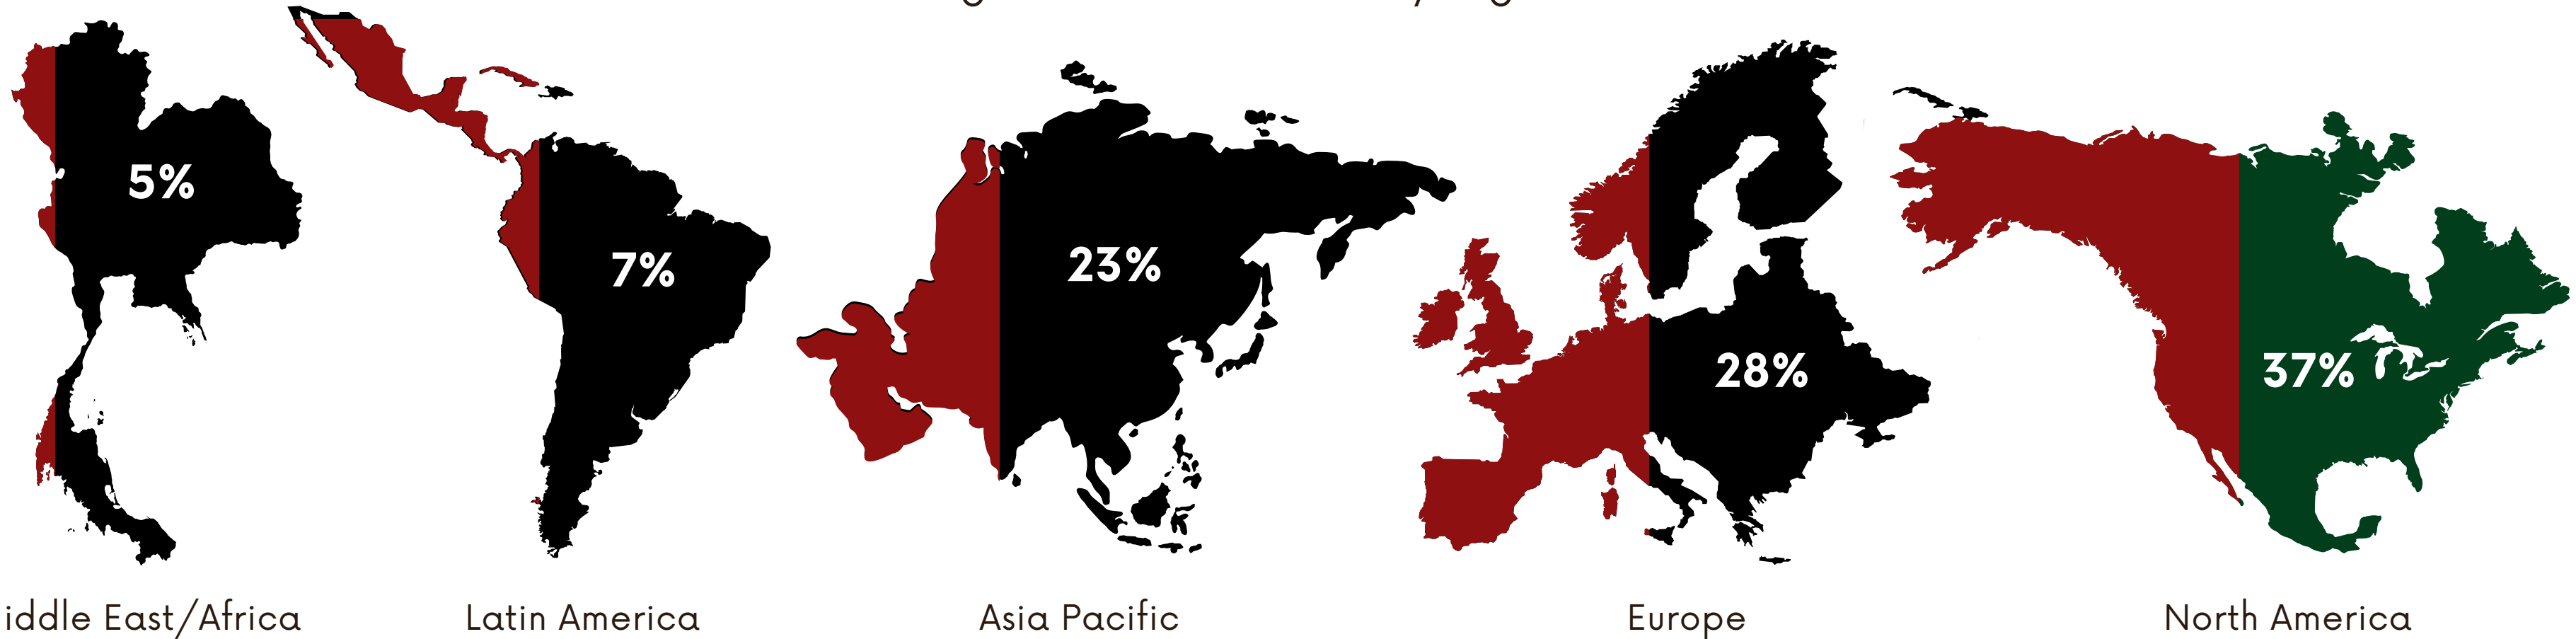 5%
7%
23%
28%
37%
iddle East/Africa
Latin America
Asia Pacific
Europe
North America